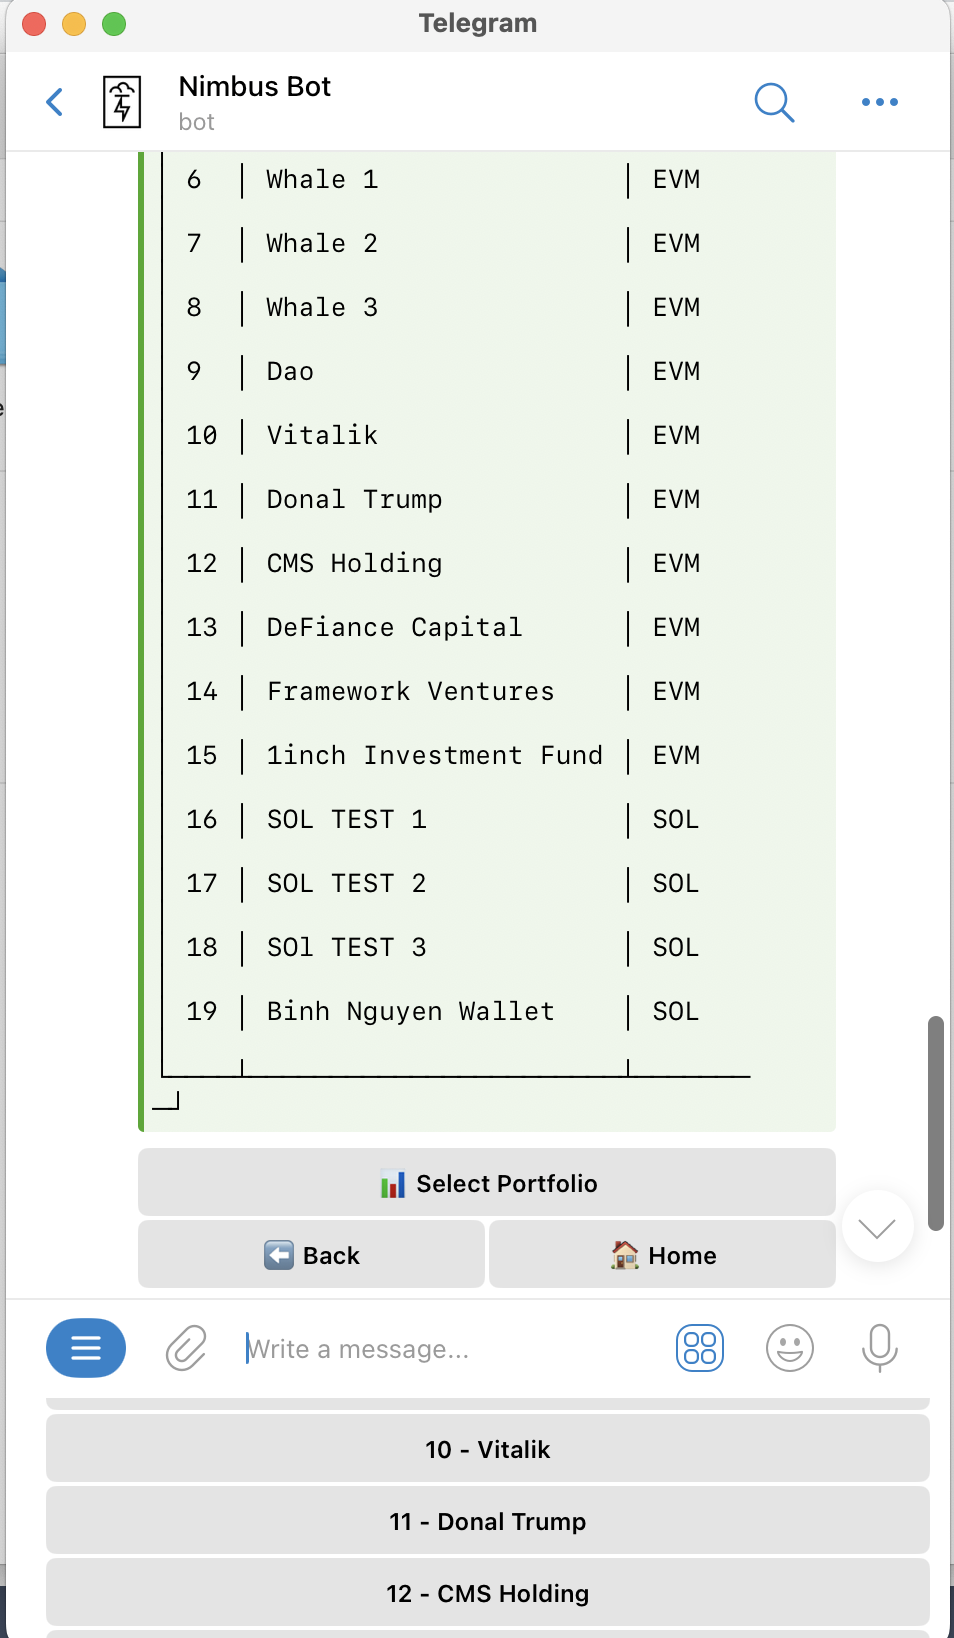 Telegram
Nimbus Bot
bot
6 │ Whale 1 │ EVM
7 │ Whale 2 │ EVM
8 │ Whale 3 │ EVM
9 │ Dao │ EVM
10 │ Vitalik │ EVM
11 │ Donal Trump │ EVM
12 │ CMS Holding │ EVM
13 │ DeFiance Capital │ EVM
14 │ Framework Ventures │ EVM
15 │ 1inch Investment Fund │ EVM
16 │ SOL TEST 1 │ SOL
17 │ SOL TEST 2 │ SOL
18 │ SOl TEST 3 │ SOL
19 │ Binh Nguyen Wallet │ SOL
Select Portfolio
Back
Home
Write a message...
10 - Vitalik
11 - Donal Trump
12 - CMS Holding